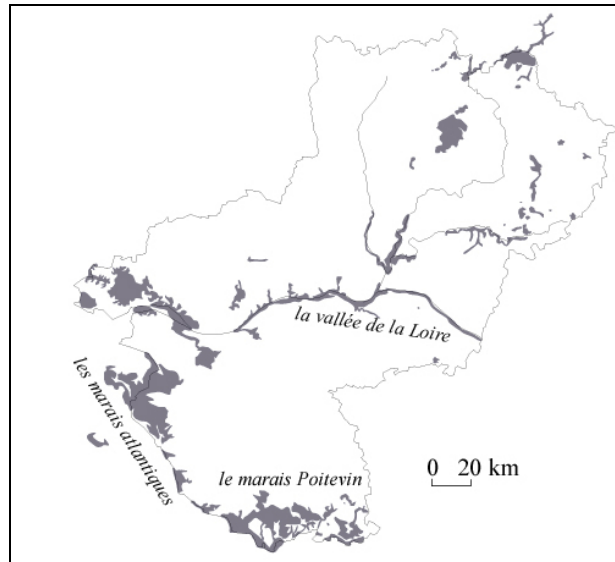 la vallée de la Loire
les marais atlantiques
le marais Poitevin
0 20 km